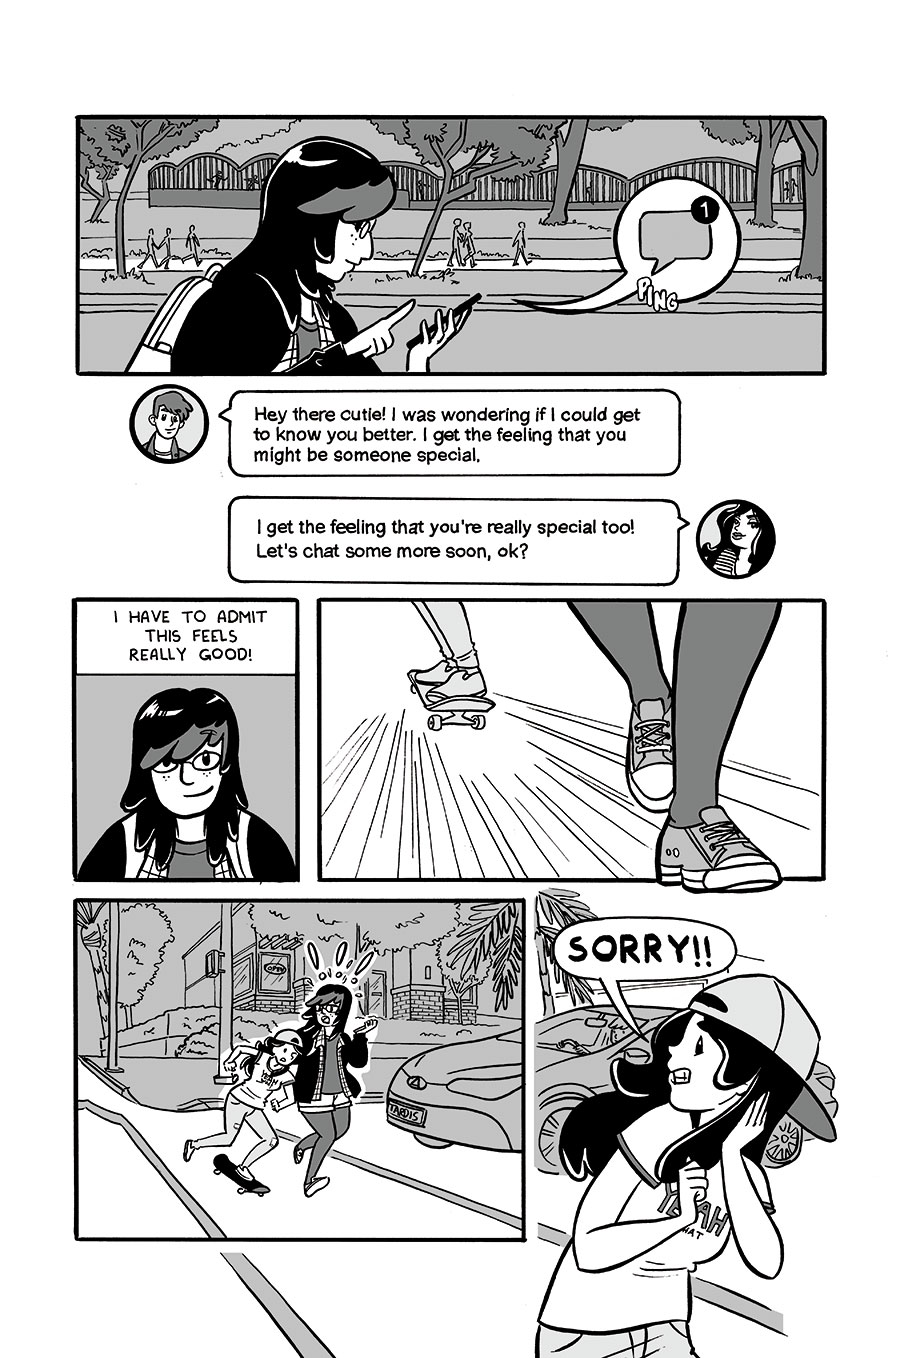 1
PING
Hey there cutie! I was wondering if I could get
to know you better. I get the feeling that you
might be someone special.
I get the feeling that you're really special too!
Let's chat some more soon, ok?
I HAVE TO ADMIT
THIS FEELS
REALLY GOOD!
OPEN
TARDIS
SORRY!!